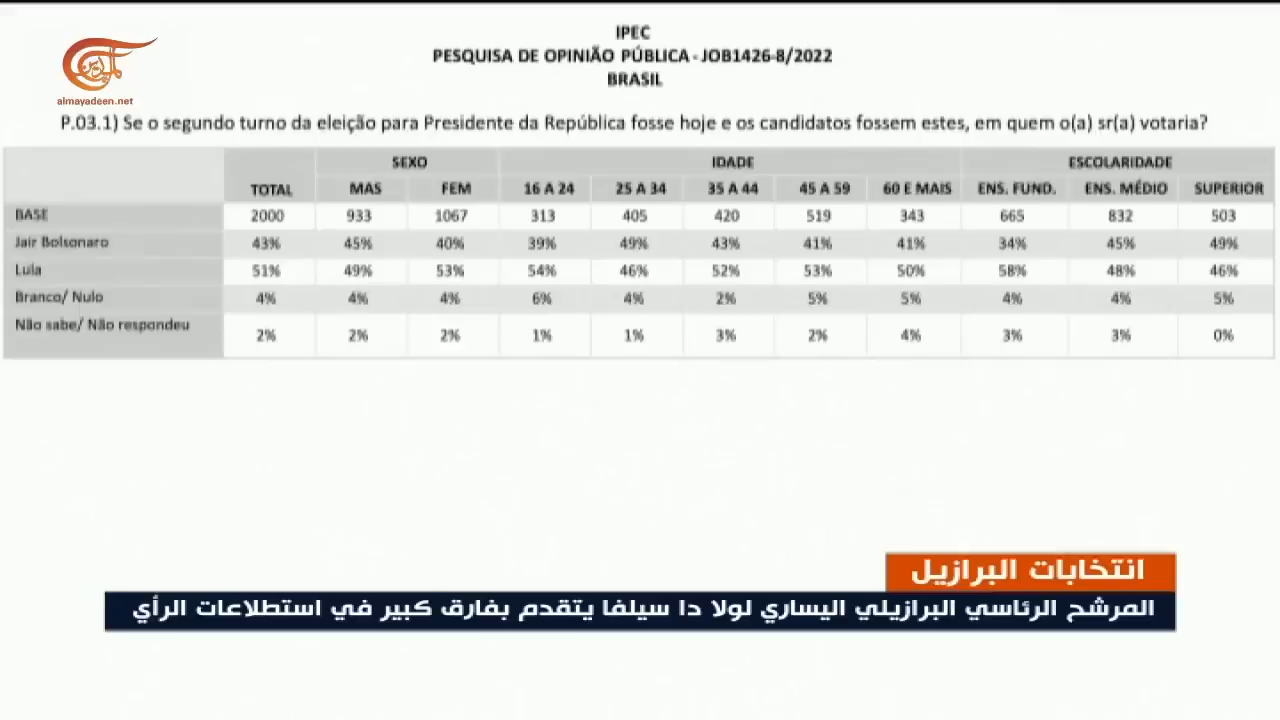 IPEC
PESQUISA DE OPINIÃO PÚBLICA - JOB1426-8/2022
BRASIL
الميادين
almayadeen.net
P.03.1) Se o segundo turno da eleição para Presidente da República fosse hoje e os candidatos fossem estes, em quem o(a) sr(a) votaria?
SEXO IDADE ESCOLARIDADE
TOTAL MAS FEM 16 A 24 25 A 34 35 A 44 45 A 59 60 E MAIS ENS. FUND. ENS. MÉDIO SUPERIOR
BASE 2000 933 1067 313 405 420 519 343 665 832 503
Jair Bolsonaro 43% 45% 40% 39% 49% 43% 41% 41% 34% 45% 49%
Lula 51% 49% 53% 54% 46% 52% 53% 50% 58% 48% 46%
Branco/ Nulo 4% 4% 4% 6% 4% 2% 5% 5% 4% 4% 5%
Não sabe/ Não respondeu 2% 2% 2% 1% 1% 3% 2% 4% 3% 3% 0%
انتخابات البرازيل
المرشح الرئاسي البرازيلي اليساري لولا دا سيلفا يتقدم بفارق كبير في استطلاعات الرأي